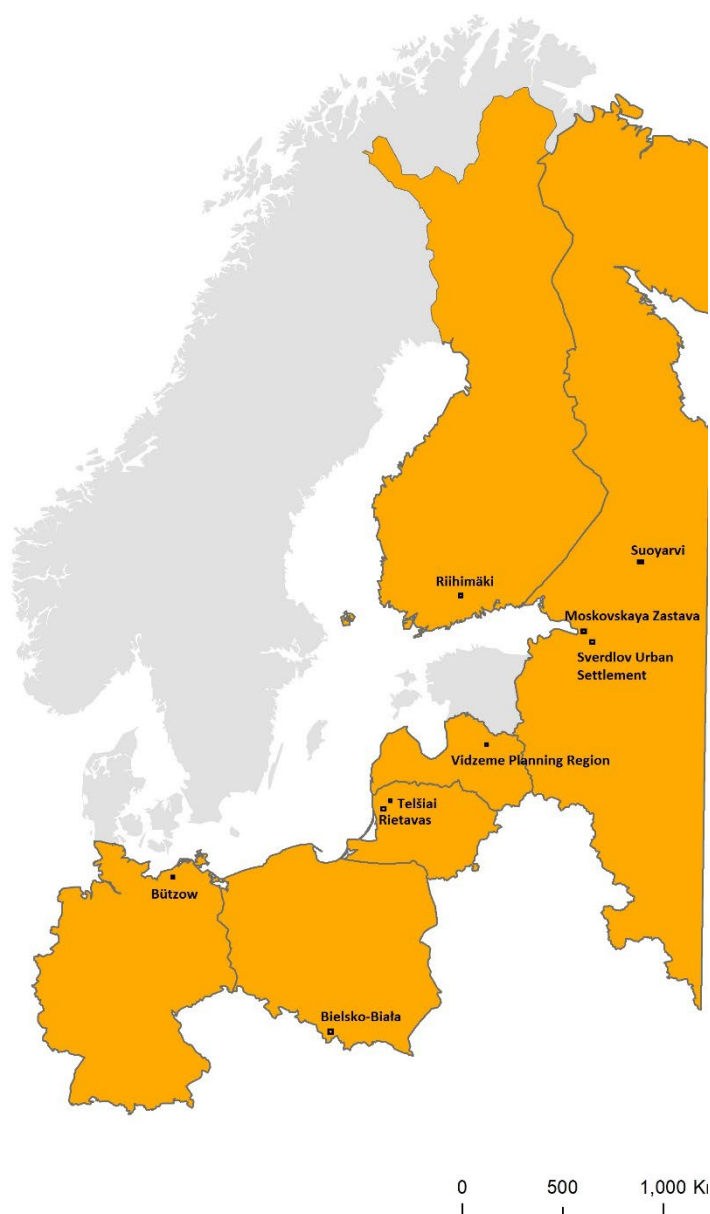 Suoyarvi
Riihimäki
Moskovskaya Zastava
Sverdlov Urban
Settlement
Vidzeme Planning Region
Telšiai
Rietavas
Bützow
Bielsko-Biała
0 500 1,000